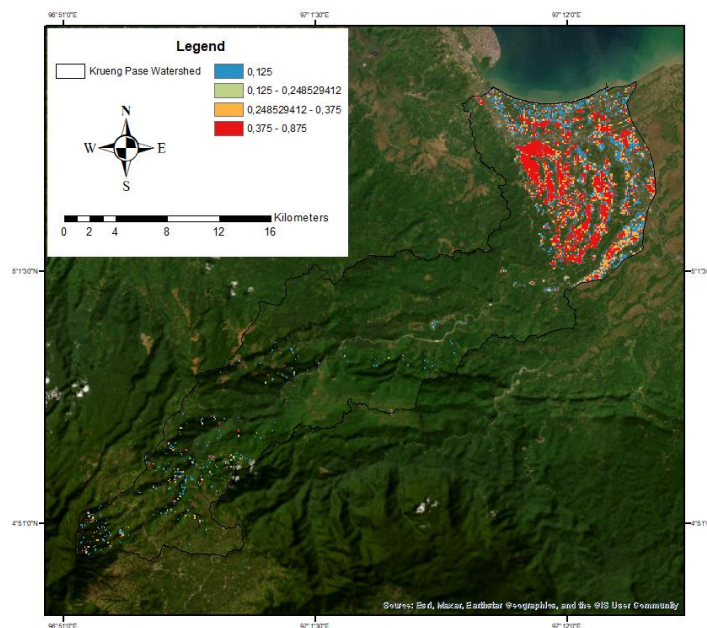 96°51'0"E 97°1'30"E 97°12'0"E
Legend
Krueng Pase Watershed
0,125
0,125 - 0,248529412
0,248529412 - 0,375
0,375 - 0,875
N
W E
S
Kilometers
0 2 4 8 12 16
5°1'30"N 5°1'30"N
4°51'0"N 4°51'0"N
Source: Esri, Maxar, Earthstar Geographics, and the GIS User Community
96°51'0"E 97°1'30"E 97°12'0"E